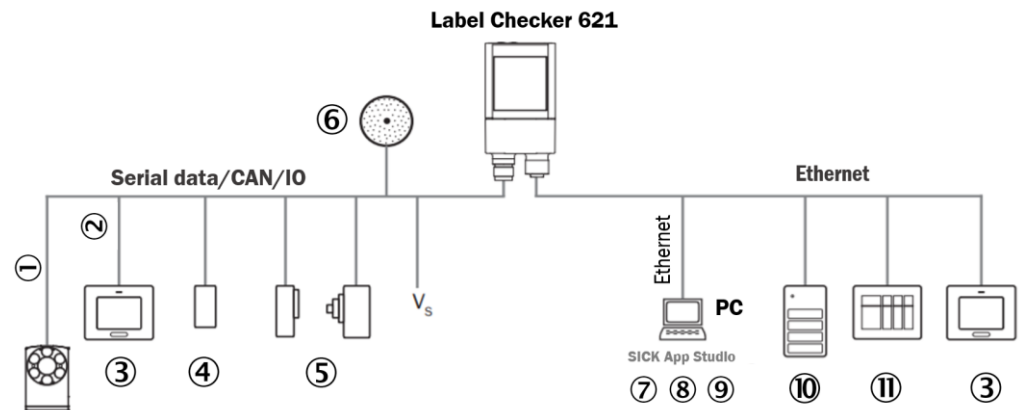 Label Checker 621
⑥
Serial data/CAN/IO
Ethernet
①
②
Ethernet
Vs
PC
SICK App Studio
③
④
⑤
⑦ ⑧ ⑨
⑩
⑪
③